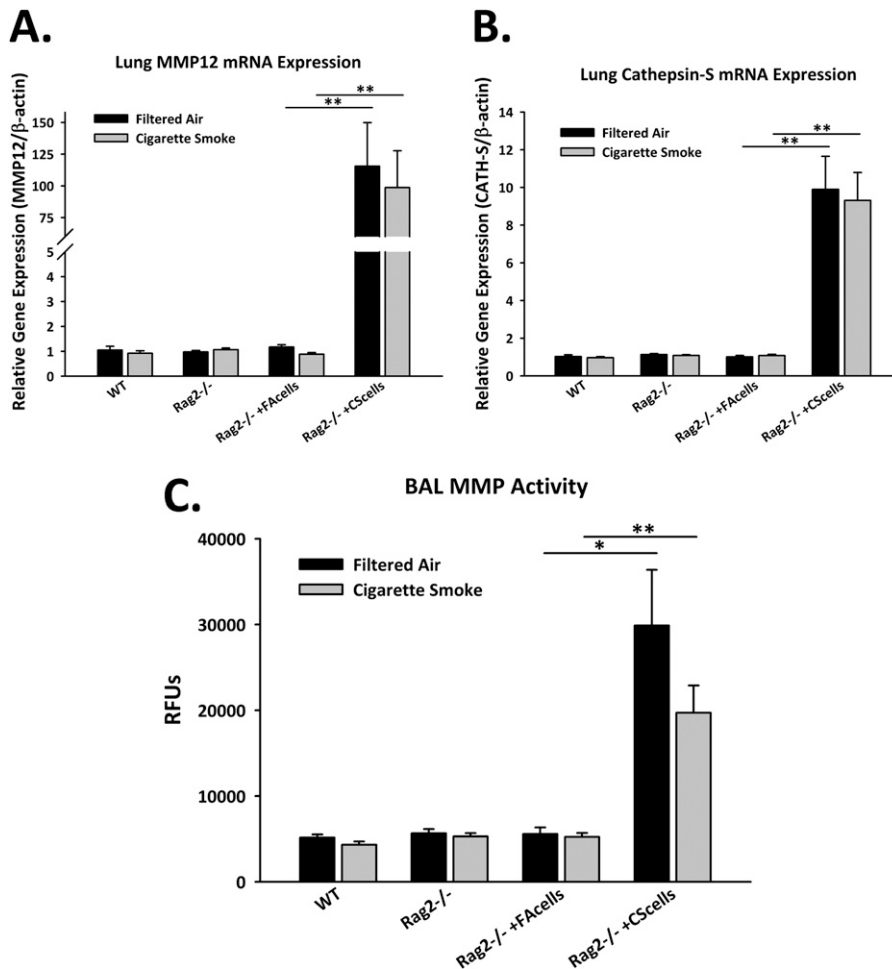 A.
Lung MMP12 mRNA Expression
Relative Gene Expression (MMP12/β-actin)
150
125
100
75
5
4
3
2
1
0
Filtered Air
Cigarette Smoke
**
**
WT
Rag2-/-
Rag2-/- +FAcells
Rag2-/- +CScells
B.
Lung Cathepsin-S mRNA Expression
Relative Gene Expression (CATH-S/β-actin)
14
12
10
8
6
4
2
0
Filtered Air
Cigarette Smoke
**
**
WT
Rag2-/-
Rag2-/- +FAcells
Rag2-/- +CScells
C.
BAL MMP Activity
RFUs
40000
30000
20000
10000
0
Filtered Air
Cigarette Smoke
**
*
WT
Rag2-/-
Rag2-/- +FAcells
Rag2-/- +CScells